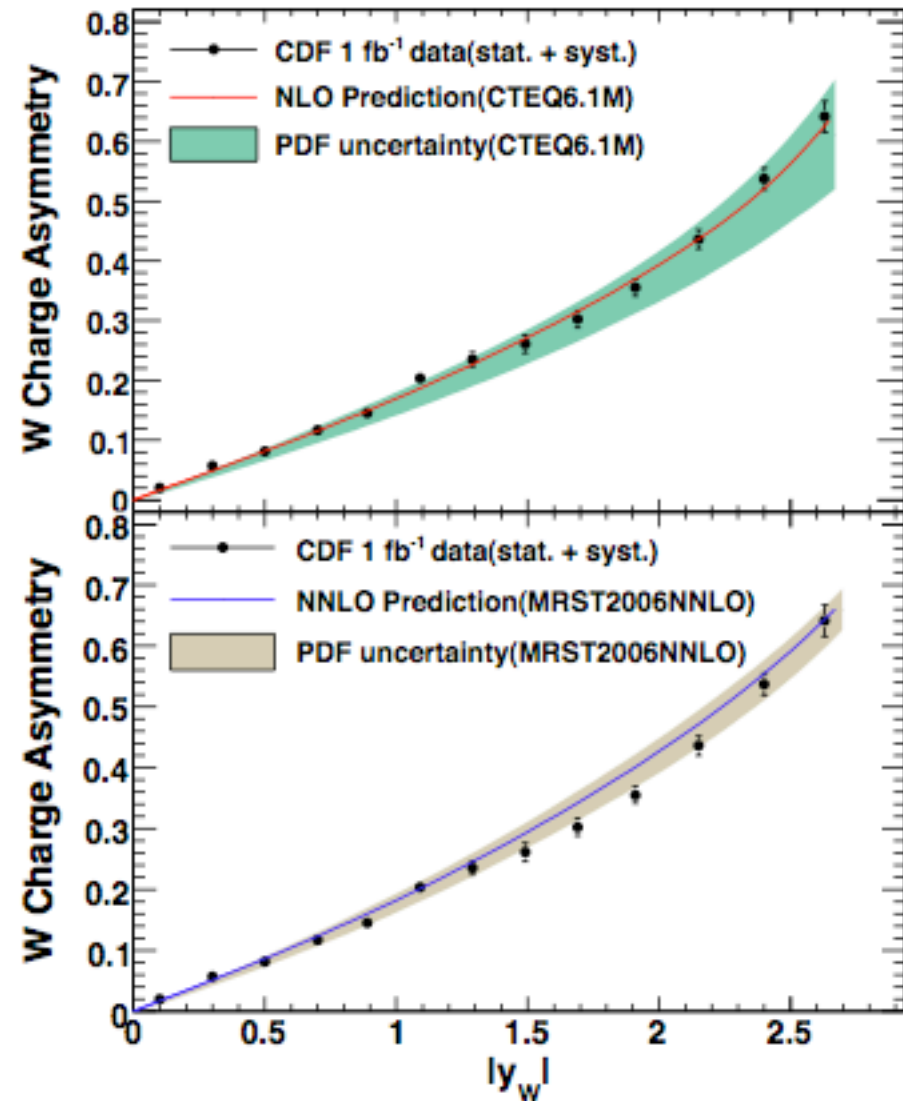 0.8
CDF 1 fb⁻¹ data(stat. + syst.)
0.7
NLO Prediction(CTEQ6.1M)
0.6
PDF uncertainty(CTEQ6.1M)
0.5
0.4
0.3
0.2
0.1
0
W Charge Asymmetry
0.8
CDF 1 fb⁻¹ data(stat. + syst.)
0.7
NNLO Prediction(MRST2006NNLO)
0.6
PDF uncertainty(MRST2006NNLO)
0.5
0.4
0.3
0.2
0.1
0
W Charge Asymmetry
0 0.5 1 1.5 2 2.5
|y_W|